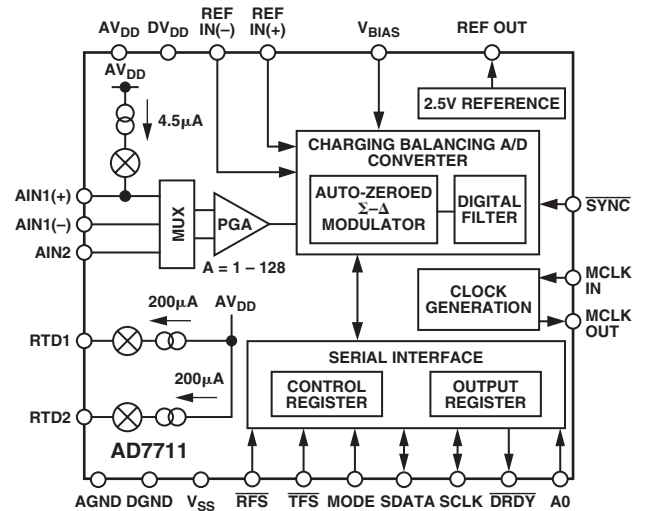 REF REF
AVDD DVDD IN(–) IN(+) VBIAS REF OUT
AVDD
4.5µA
2.5V REFERENCE
CHARGING BALANCING A/D
CONVERTER
AUTO-ZEROED
Σ–Δ
MODULATOR
DIGITAL
FILTER
AIN1(+)
AIN1(–)
AIN2
MUX
PGA
A = 1 – 128
SYNC
CLOCK
GENERATION
MCLK
IN
MCLK
OUT
200µA
AVDD
RTD1
200µA
RTD2
SERIAL INTERFACE
CONTROL
REGISTER
OUTPUT
REGISTER
AD7711
AGND DGND VSS RFS TFS MODE SDATA SCLK DRDY A0